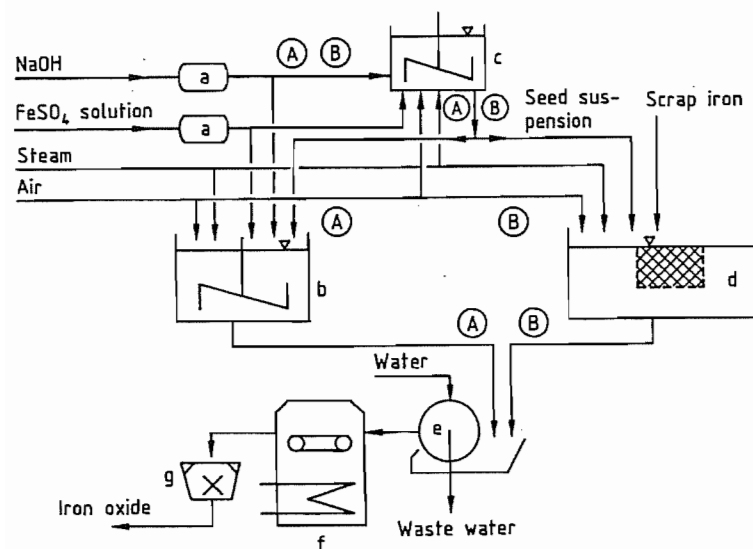 NaOH
a
A B
c
FeSO₄ solution
a
A B
Seed sus-
pension
Scrap iron
Steam
Air
A
B
b
d
A
B
Water
e
g
Iron oxide
f
Waste water